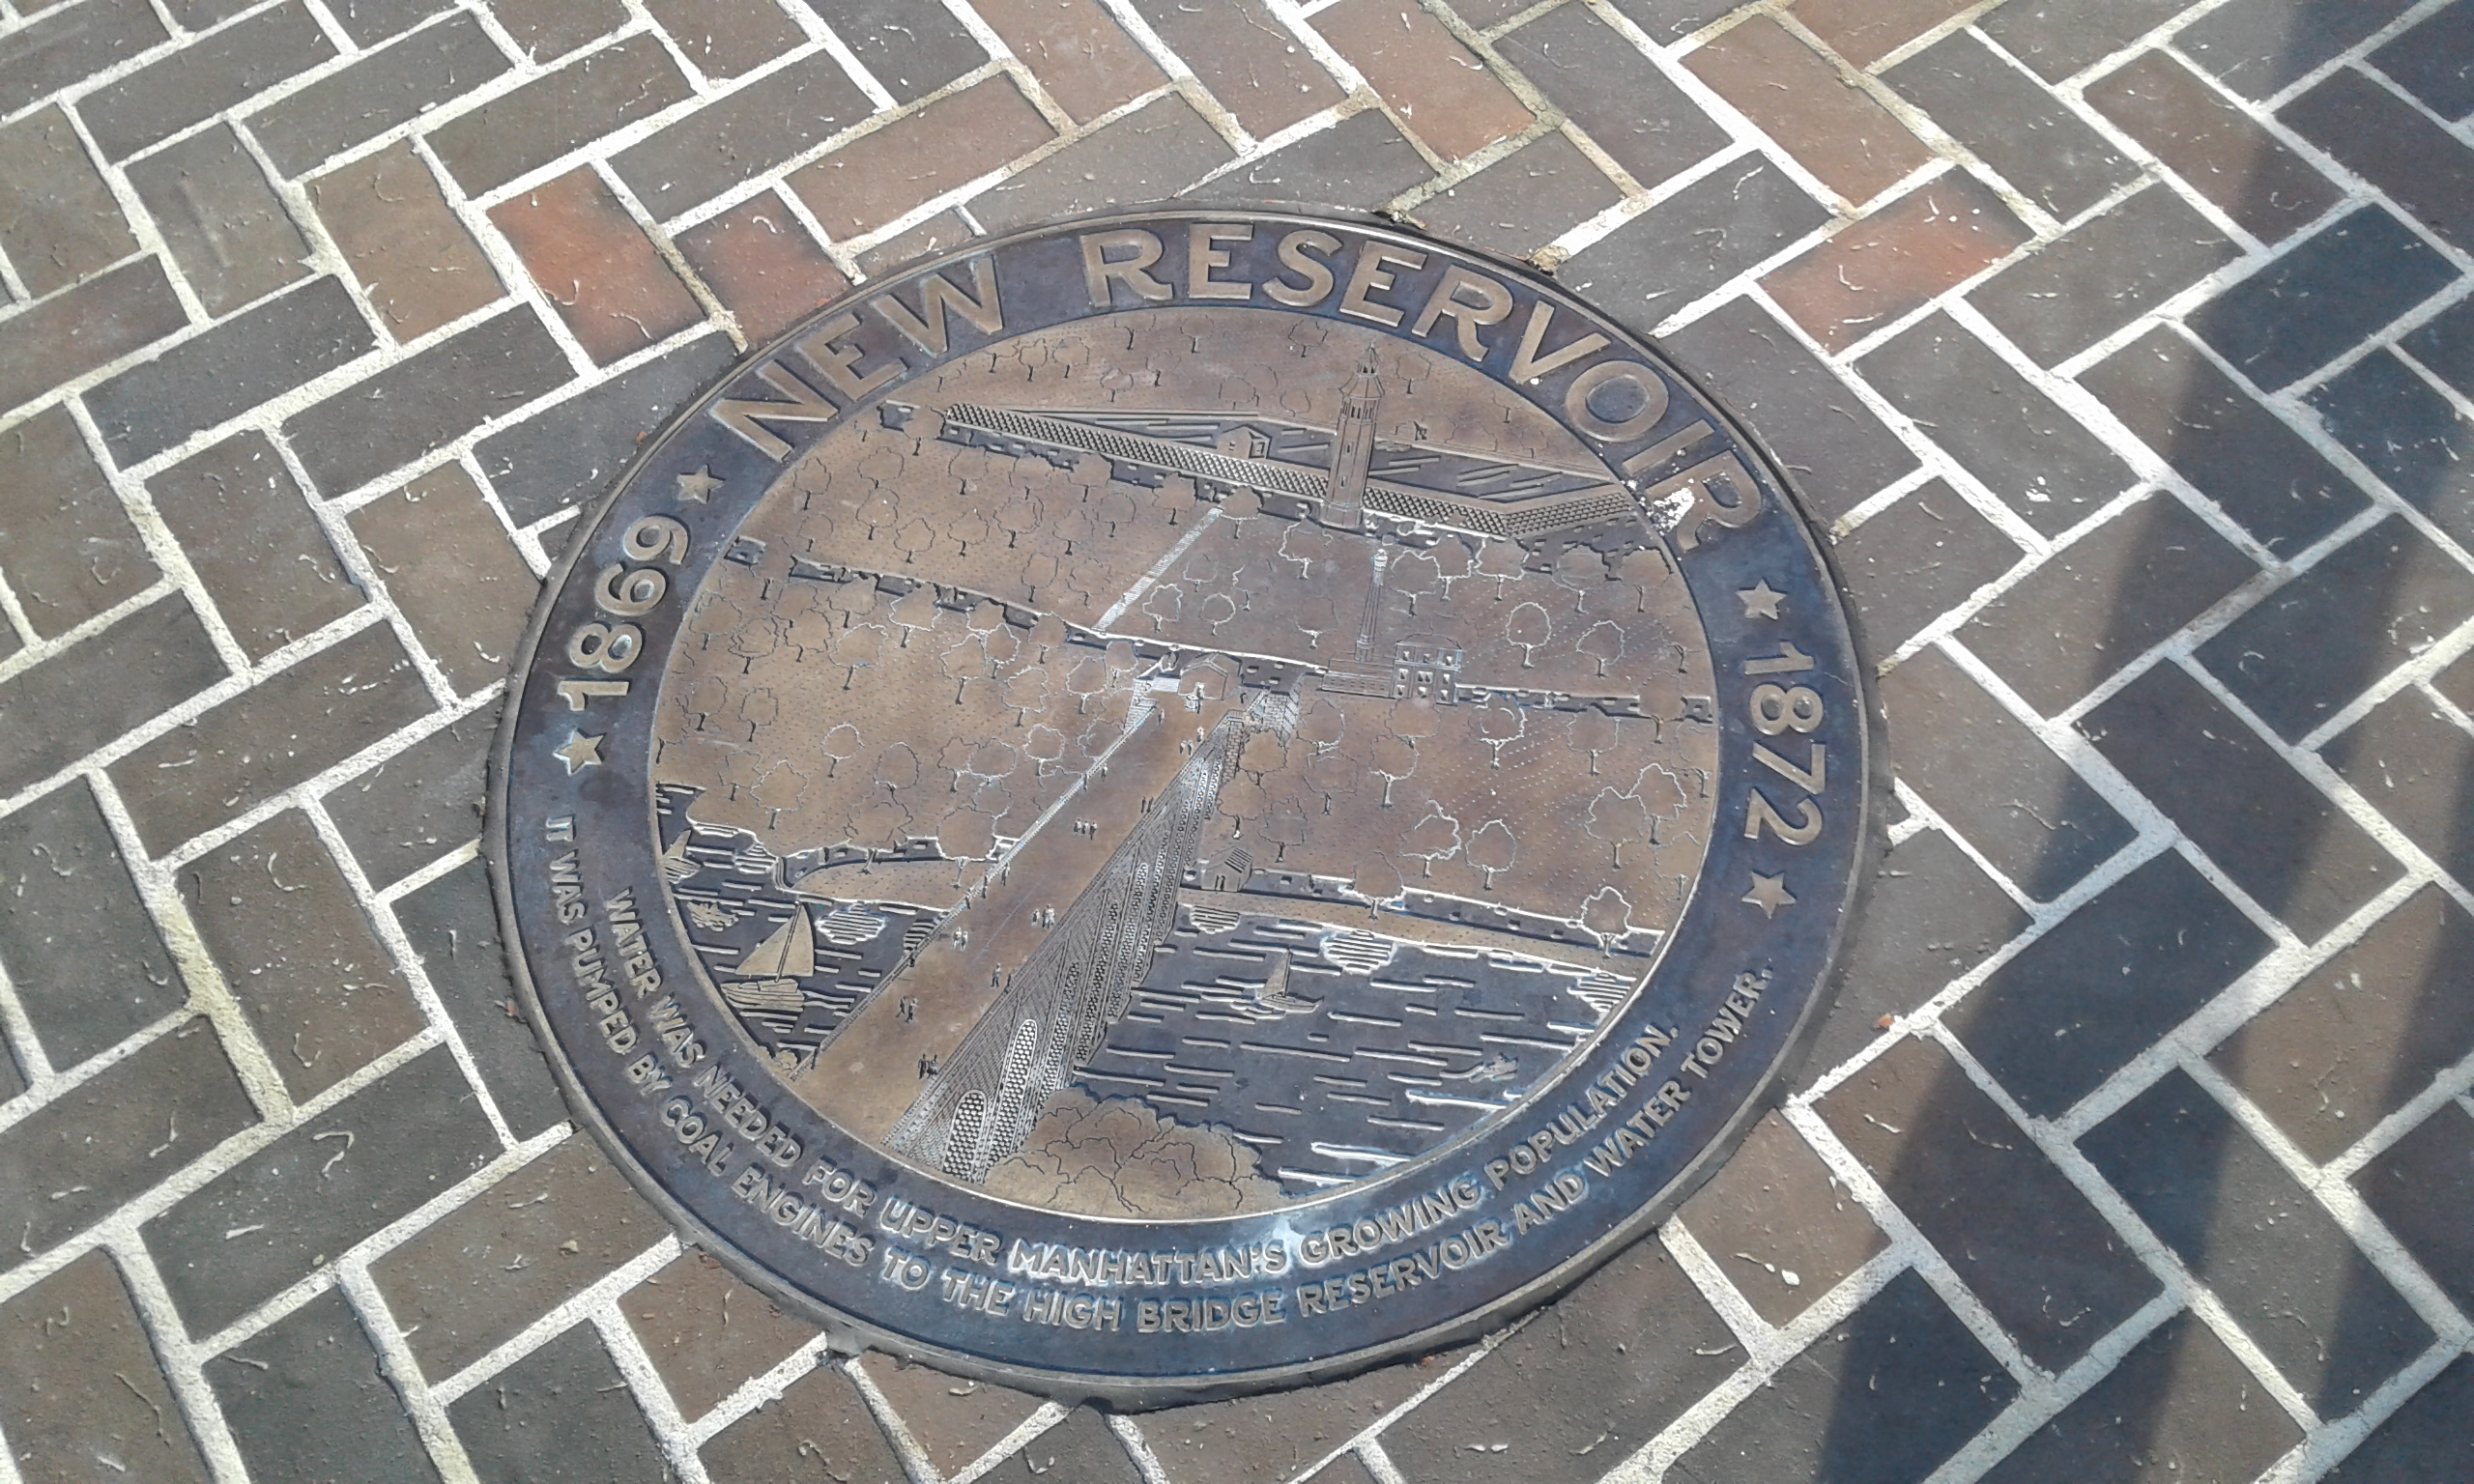 NEW RESERVOIR
★ 1869 ★
★ 1872 ★
WATER WAS NEEDED FOR UPPER MANHATTAN'S GROWING POPULATION.
IT WAS PUMPED BY COAL ENGINES TO THE HIGH BRIDGE RESERVOIR AND WATER TOWER.